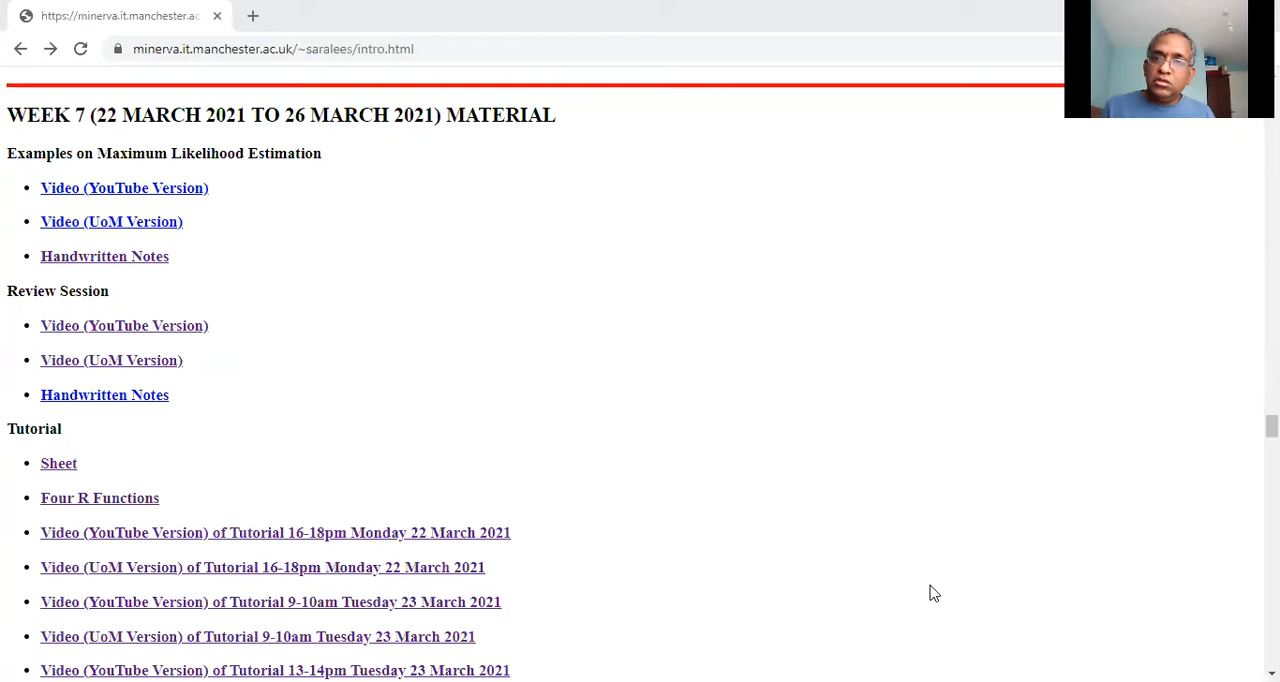 https://minerva.it.manchester.ac.
minerva.it.manchester.ac.uk/~saralees/intro.html
WEEK 7 (22 MARCH 2021 TO 26 MARCH 2021) MATERIAL
Examples on Maximum Likelihood Estimation
Video (YouTube Version)
Video (UoM Version)
Handwritten Notes
Review Session
Video (YouTube Version)
Video (UoM Version)
Handwritten Notes
Tutorial
Sheet
Four R Functions
Video (YouTube Version) of Tutorial 16-18pm Monday 22 March 2021
Video (UoM Version) of Tutorial 16-18pm Monday 22 March 2021
Video (YouTube Version) of Tutorial 9-10am Tuesday 23 March 2021
Video (UoM Version) of Tutorial 9-10am Tuesday 23 March 2021
Video (YouTube Version) of Tutorial 13-14pm Tuesday 23 March 2021